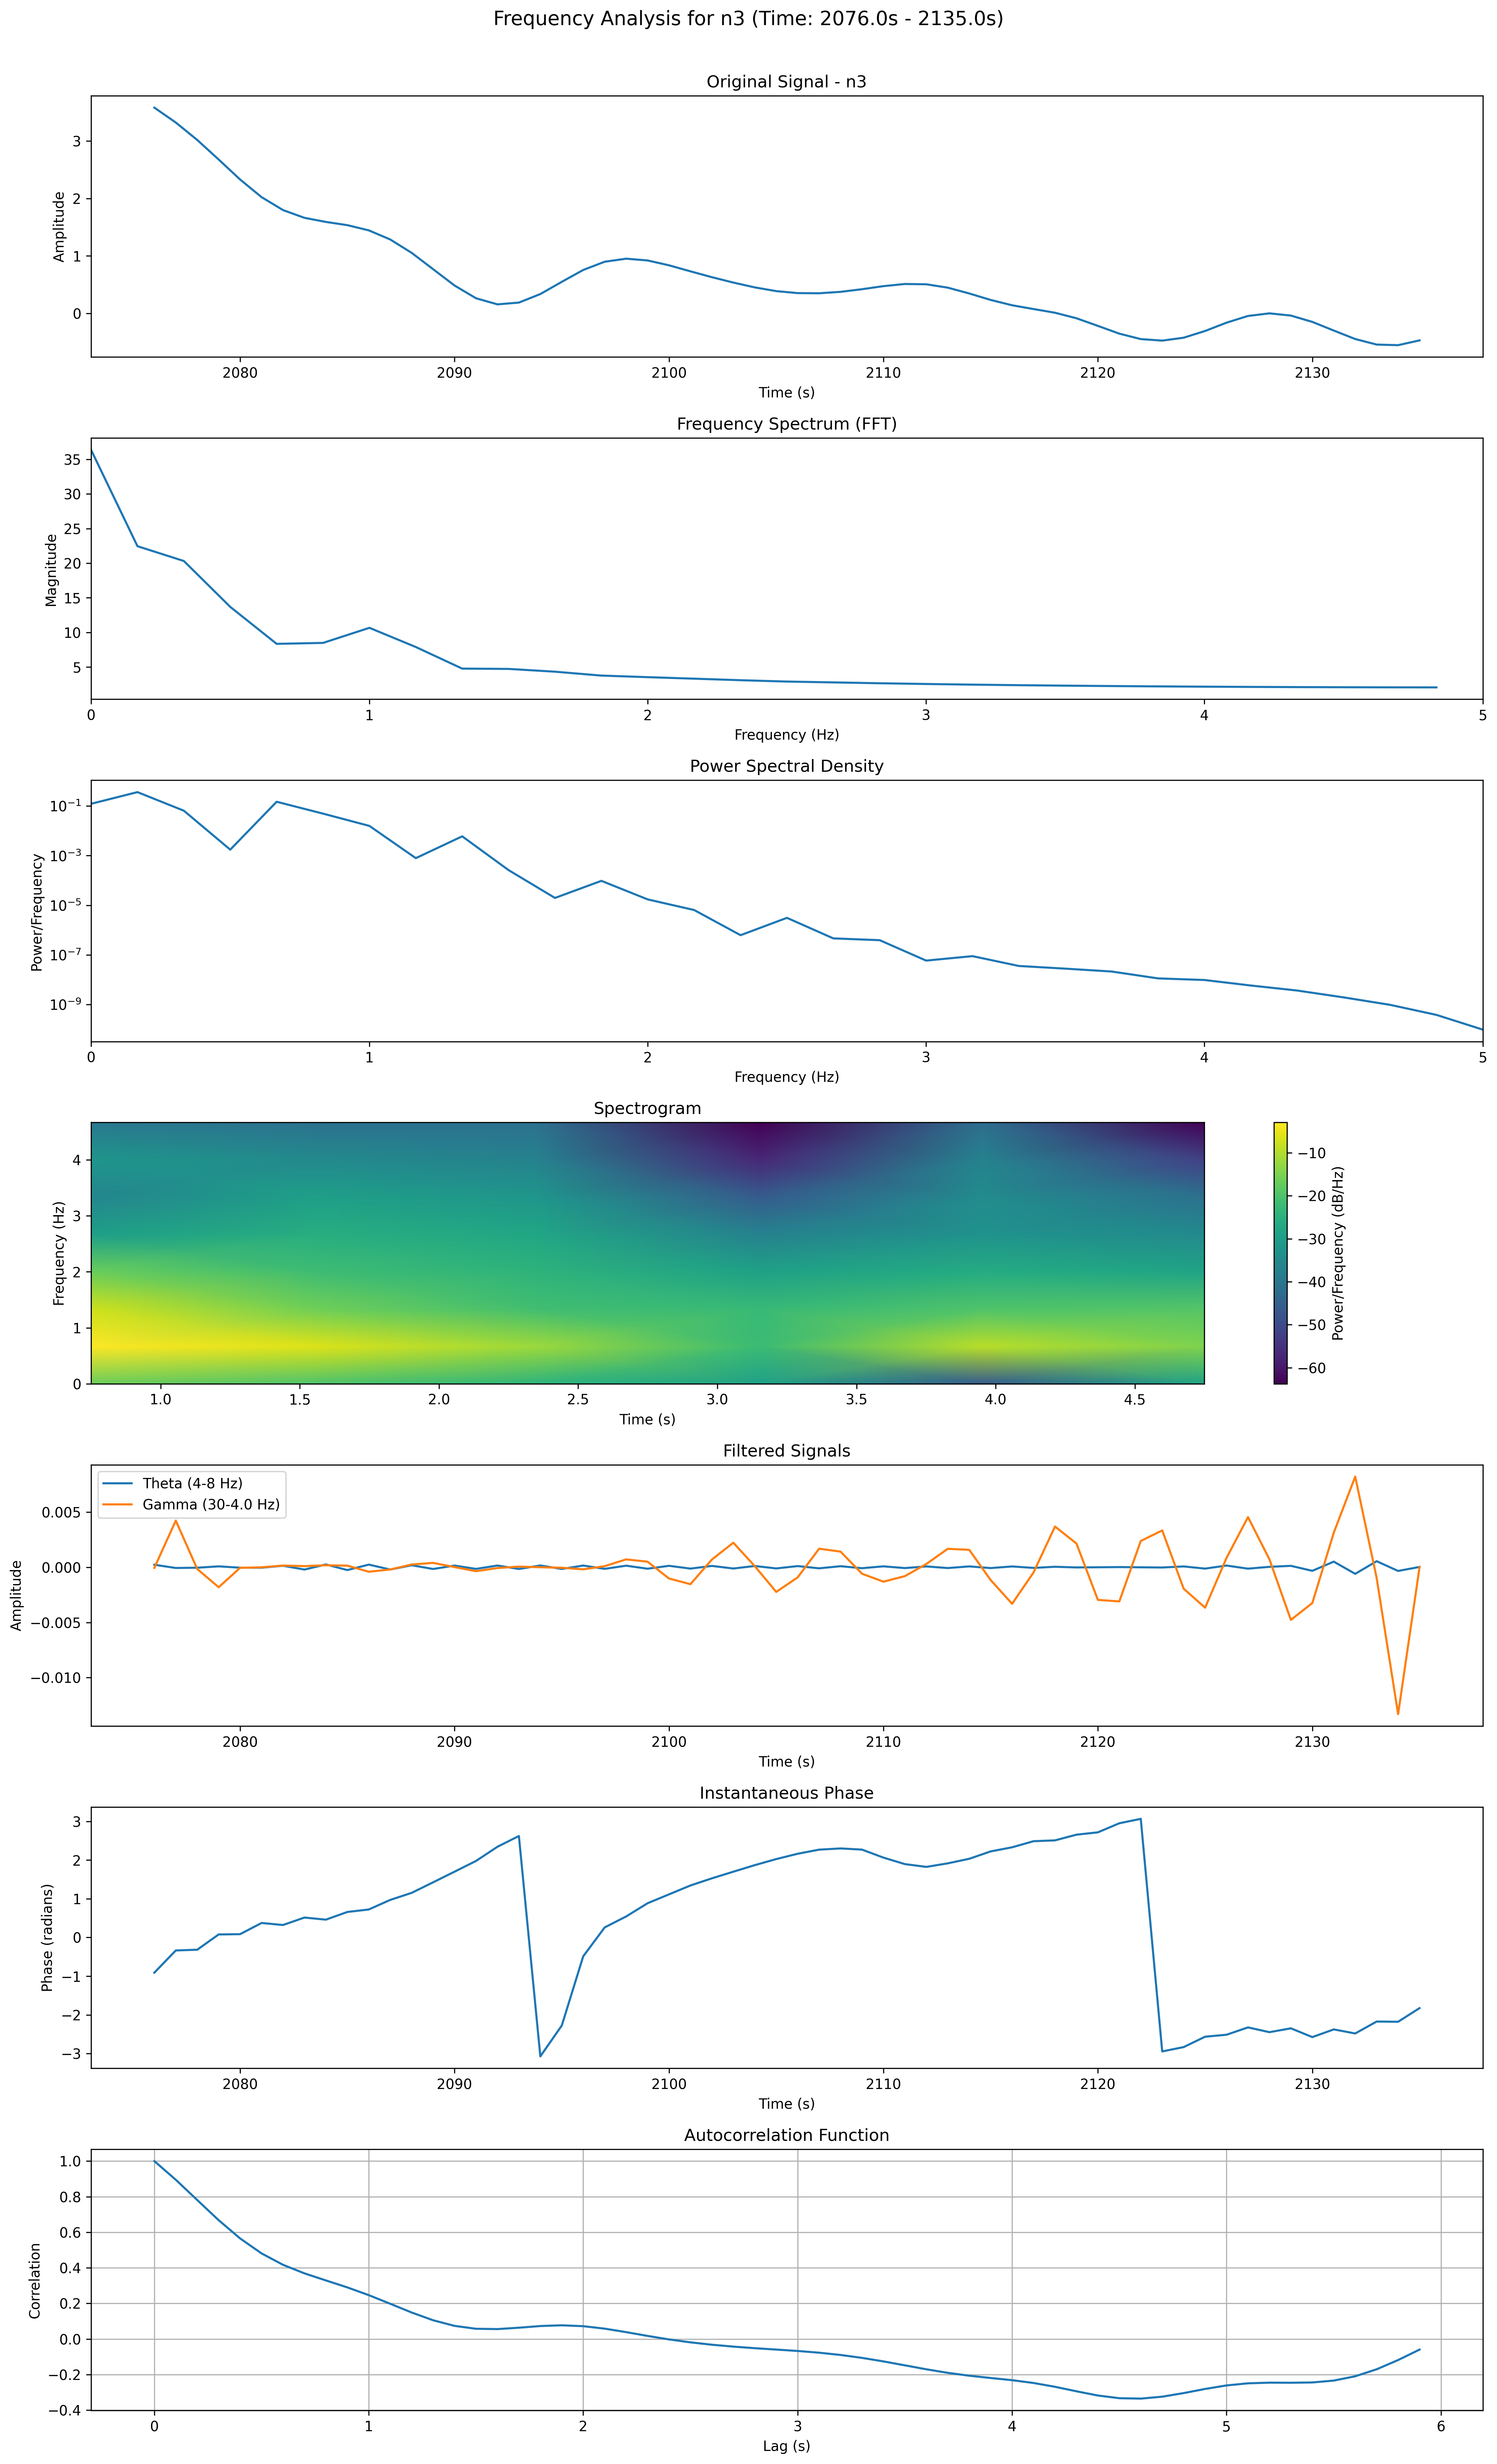 Frequency Analysis for n3 (Time: 2076.0s - 2135.0s)
Original Signal - n3
3
2
1
0
Amplitude
2080 2090 2100 2110 2120 2130
Time (s)
Frequency Spectrum (FFT)
35
30
25
20
15
10
5
Magnitude
0 1 2 3 4 5
Frequency (Hz)
Power Spectral Density
10⁻¹
10⁻³
10⁻⁵
10⁻⁷
10⁻⁹
Power/Frequency
0 1 2 3 4 5
Frequency (Hz)
Spectrogram
4
3
2
1
0
Frequency (Hz)
1.0 1.5 2.0 2.5 3.0 3.5 4.0 4.5
Time (s)
−10
−20
−30
−40
−50
−60
Power/Frequency (dB/Hz)
Filtered Signals
Theta (4-8 Hz)
Gamma (30-4.0 Hz)
0.005
0.000
−0.005
−0.010
Amplitude
2080 2090 2100 2110 2120 2130
Time (s)
Instantaneous Phase
3
2
1
0
−1
−2
−3
Phase (radians)
2080 2090 2100 2110 2120 2130
Time (s)
Autocorrelation Function
1.0
0.8
0.6
0.4
0.2
0.0
−0.2
−0.4
Correlation
0 1 2 3 4 5 6
Lag (s)